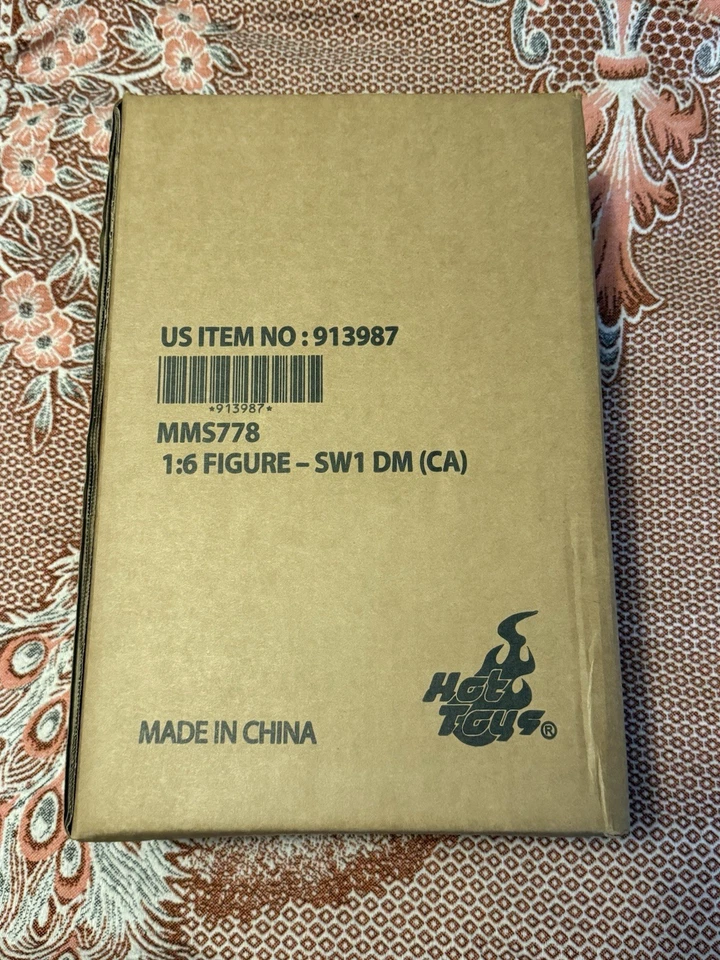 US ITEM NO : 913987
*913987*
MMS778
1:6 FIGURE – SW1 DM (CA)
Hot
Toys®
MADE IN CHINA